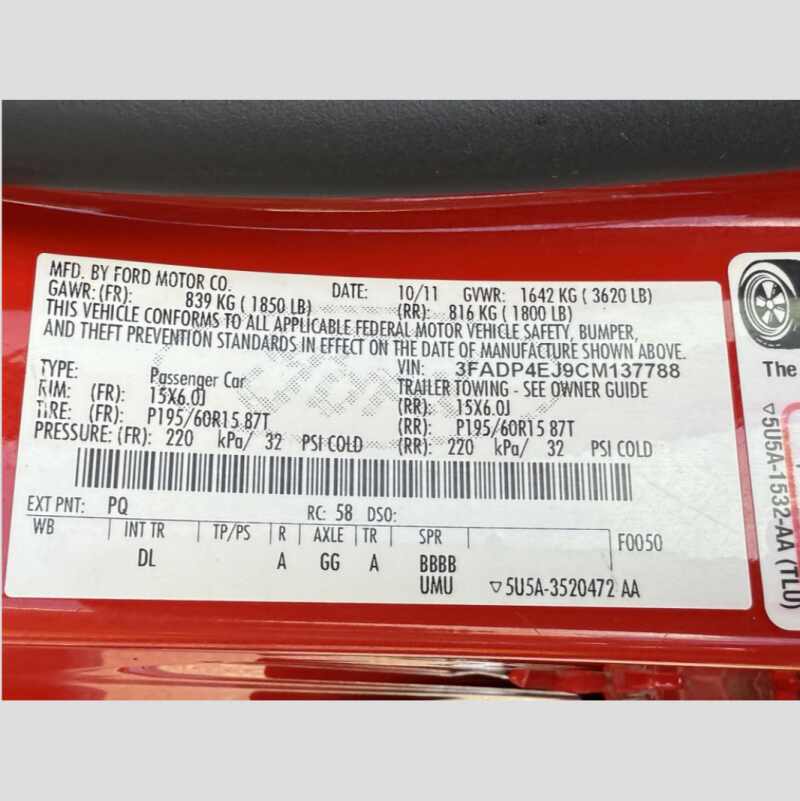 MFD. BY FORD MOTOR CO. DATE: 10/11 GVWR: 1642 KG ( 3620 LB)
GAWR: (FR): 839 KG ( 1850 LB) (RR): 816 KG ( 1800 LB)
THIS VEHICLE CONFORMS TO ALL APPLICABLE FEDERAL MOTOR VEHICLE SAFETY, BUMPER,
AND THEFT PREVENTION STANDARDS IN EFFECT ON THE DATE OF MANUFACTURE SHOWN ABOVE.
VIN: 3FADP4EJ9CM137788
TYPE: Passenger Car TRAILER TOWING - SEE OWNER GUIDE
RIM: (FR): 15X6.0J (RR): 15X6.0J
TIRE: (FR): P195/60R15 87T (RR): P195/60R15 87T
PRESSURE: (FR): 220 kPa/ 32 PSI COLD (RR): 220 kPa/ 32 PSI COLD
EXT PNT: PQ RC: 58 DSO:
WB INT TR TP/PS R AXLE TR SPR F0050
DL A GG A BBBB
UMU ▽5U5A-3520472 AA
The
▽5U5A-1532-AA (TLU)